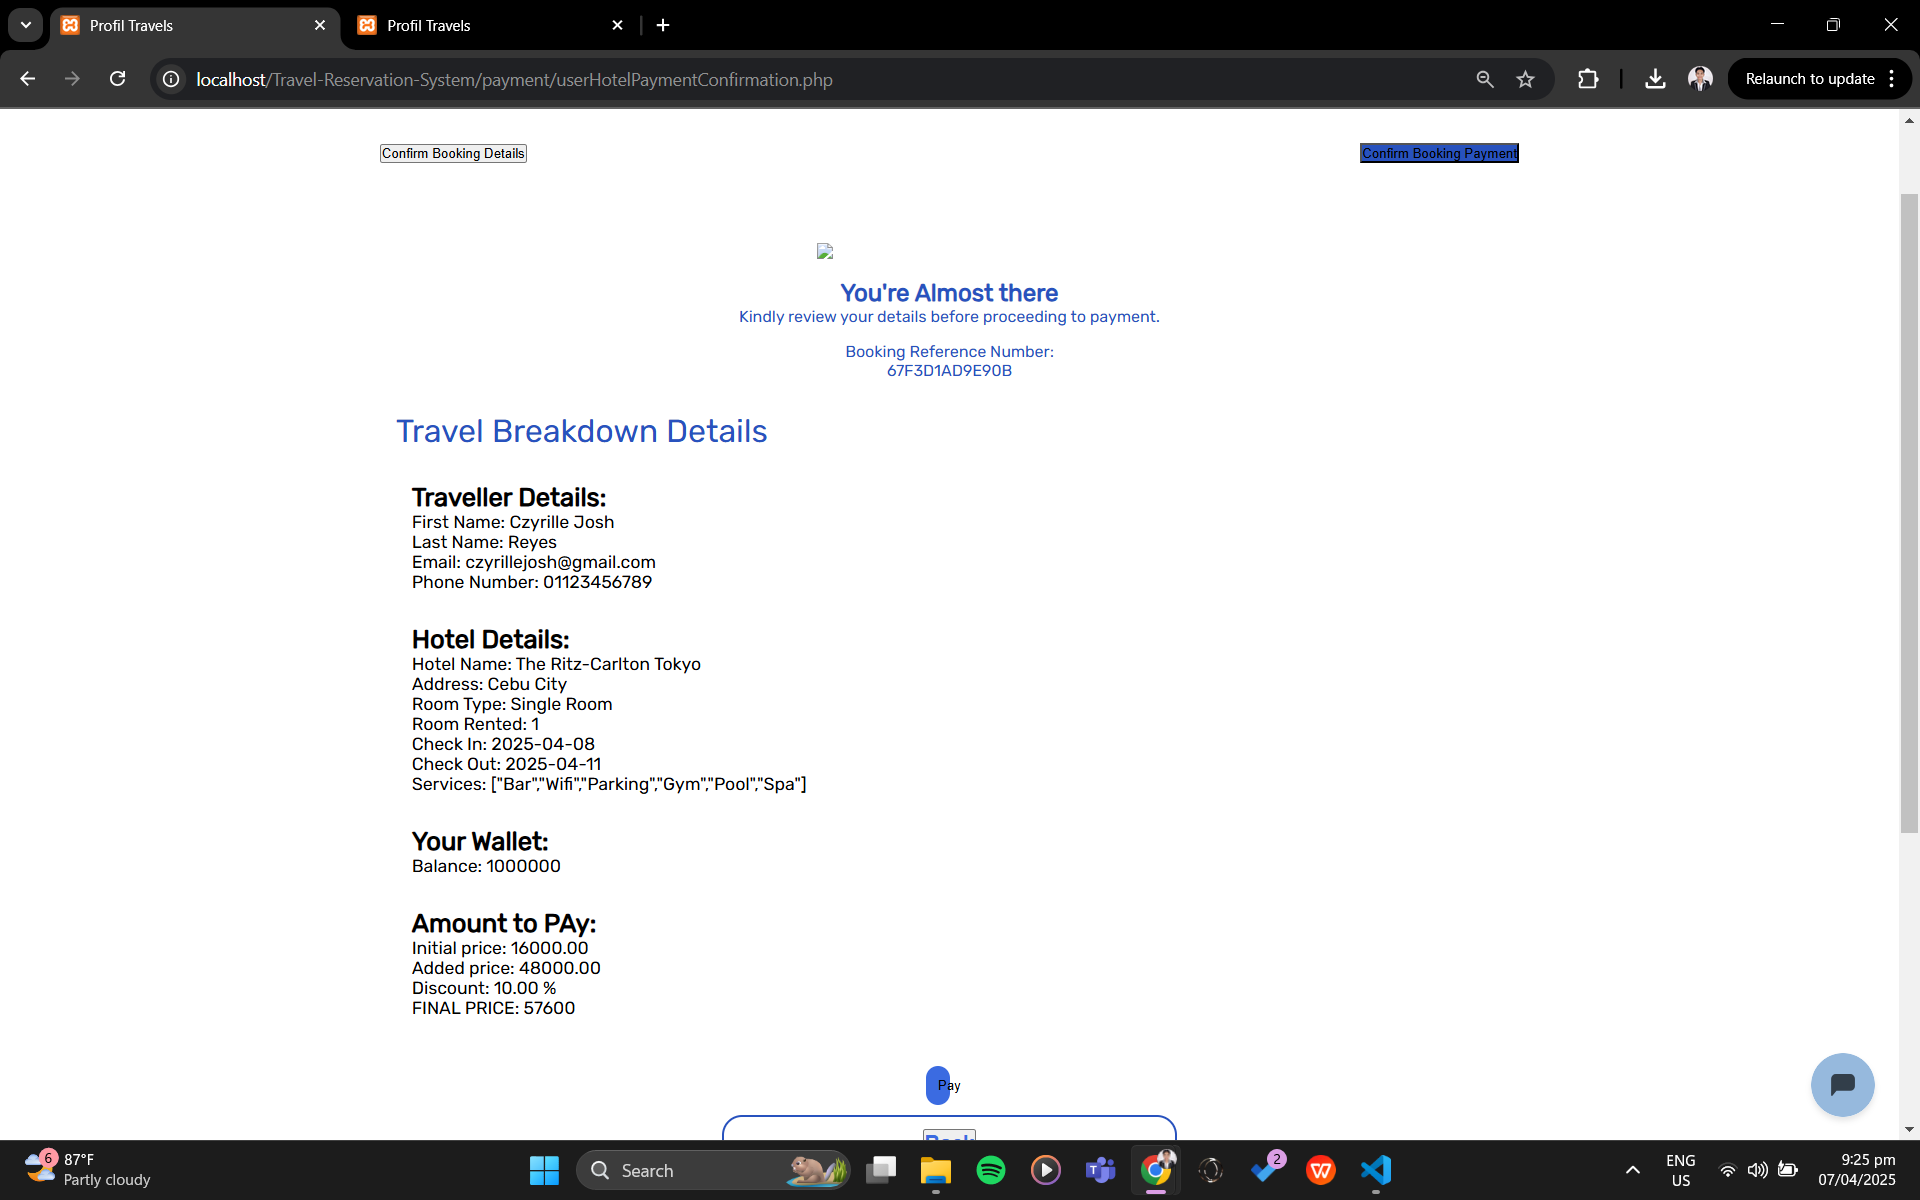 Profil Travels
Profil Travels
localhost/Travel-Reservation-System/payment/userHotelPaymentConfirmation.php
Relaunch to update
Confirm Booking Details
Confirm Booking Payment
You're Almost there
Kindly review your details before proceeding to payment.
Booking Reference Number:
67F3D1AD9E90B
Travel Breakdown Details
Traveller Details:
First Name: Czyrille Josh
Last Name: Reyes
Email: czyrillejosh@gmail.com
Phone Number: 01123456789
Hotel Details:
Hotel Name: The Ritz-Carlton Tokyo
Address: Cebu City
Room Type: Single Room
Room Rented: 1
Check In: 2025-04-08
Check Out: 2025-04-11
Services: ["Bar","Wifi","Parking","Gym","Pool","Spa"]
Your Wallet:
Balance: 1000000
Amount to PAy:
Initial price: 16000.00
Added price: 48000.00
Discount: 10.00 %
FINAL PRICE: 57600
Pay
Back
6
87°F
Partly cloudy
Search
2
ENG
US
9:25 pm
07/04/2025